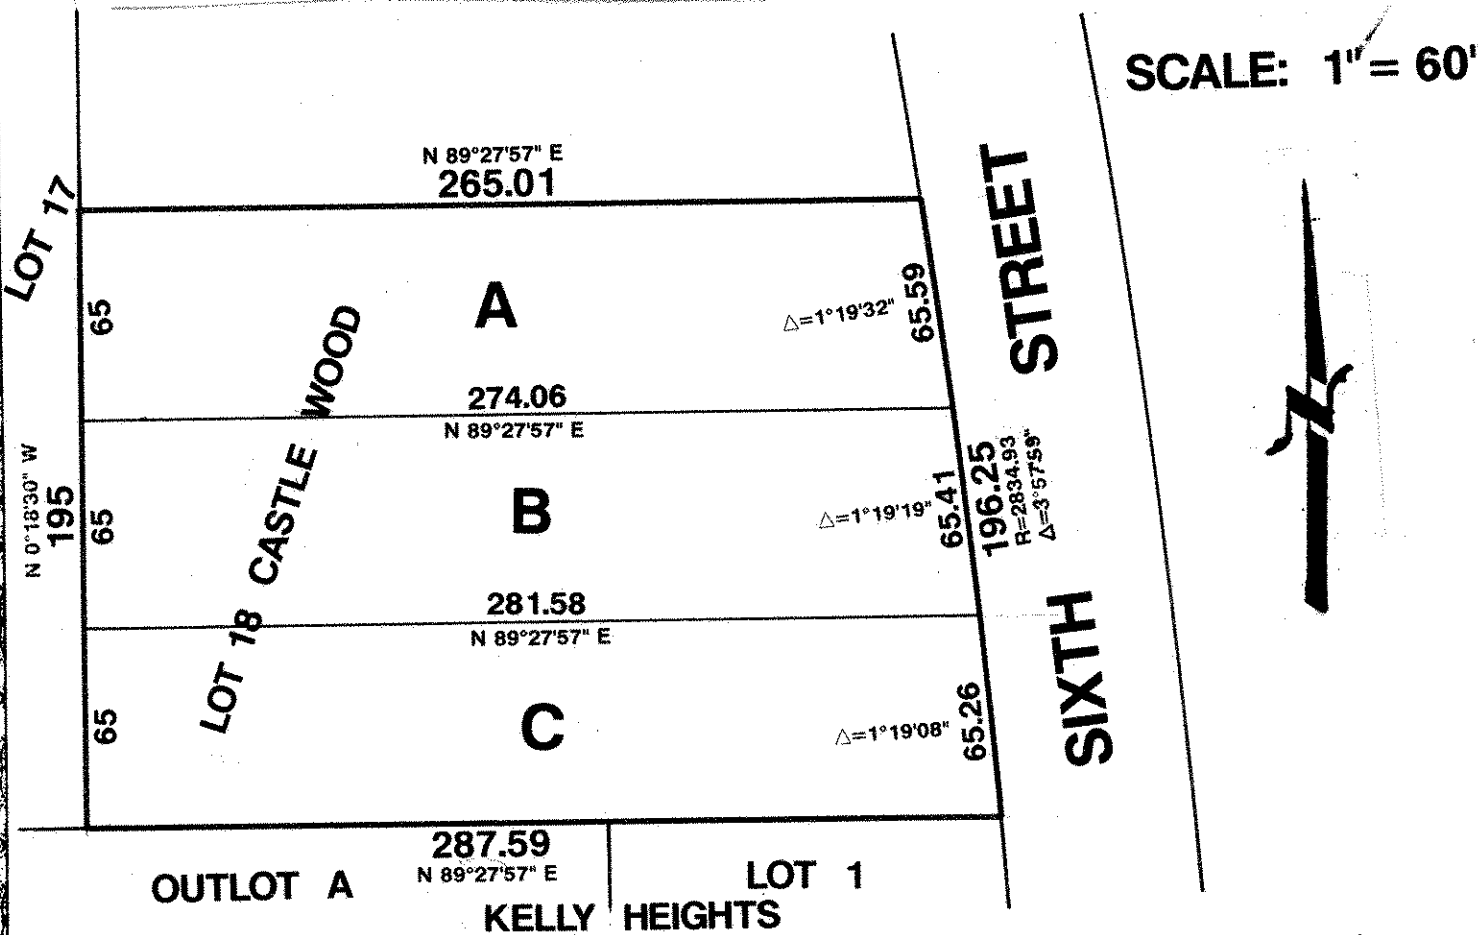 SCALE: 1" = 60'
N 89°27'57" E
265.01
LOT 17
A
65
△=1°19'32"
65.59
STREET
274.06
N 89°27'57" E
N 0°18'30" W
195
65
B
△=1°19'19"
65.41
196.25
R=2834.93
△=3°57'59"
LOT 18 CASTLE WOOD
281.58
N 89°27'57" E
65
C
△=1°19'08"
65.26
SIXTH
287.59
N 89°27'57" E
OUTLOT A
LOT 1
KELLY HEIGHTS
N